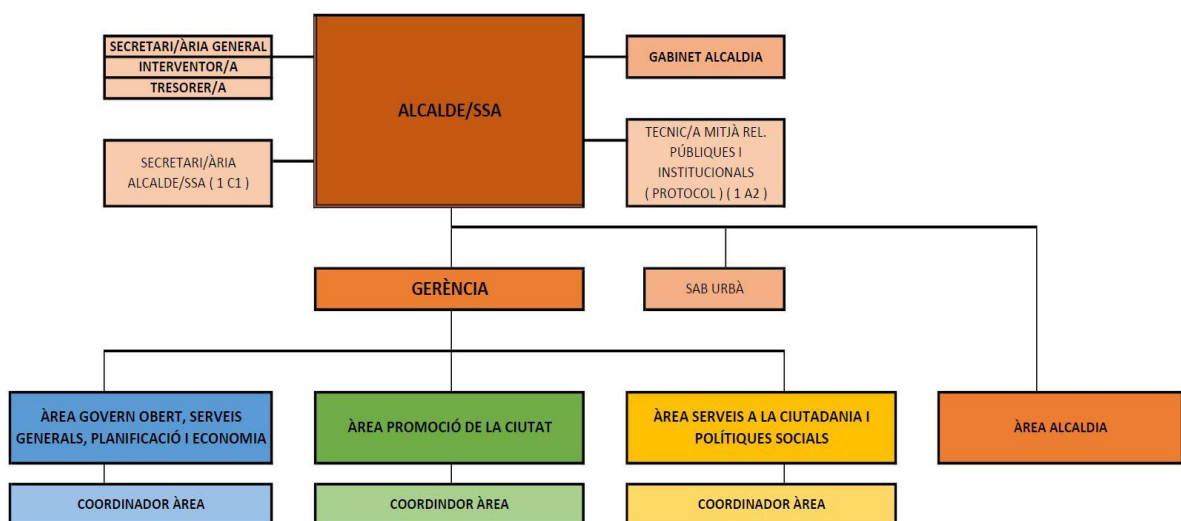 SECRETARI/ÀRIA GENERAL
INTERVENTOR/A
TRESORER/A
ALCALDE/SSA
GABINET ALCALDIA
SECRETARI/ÀRIA
ALCALDE/SSA ( 1 C1 )
TECNIC/A MITJÀ REL.
PÚBLIQUES I
INSTITUCIONALS
( PROTOCOL ) ( 1 A2 )
GERÈNCIA
SAB URBÀ
ÀREA GOVERN OBERT, SERVEIS
GENERALS, PLANIFICACIÓ I ECONOMIA
ÀREA PROMOCIÓ DE LA CIUTAT
ÀREA SERVEIS A LA CIUTADANIA I
POLÍTIQUES SOCIALS
ÀREA ALCALDIA
COORDINADOR ÀREA
COORDINDOR ÀREA
COORDINADOR ÀREA